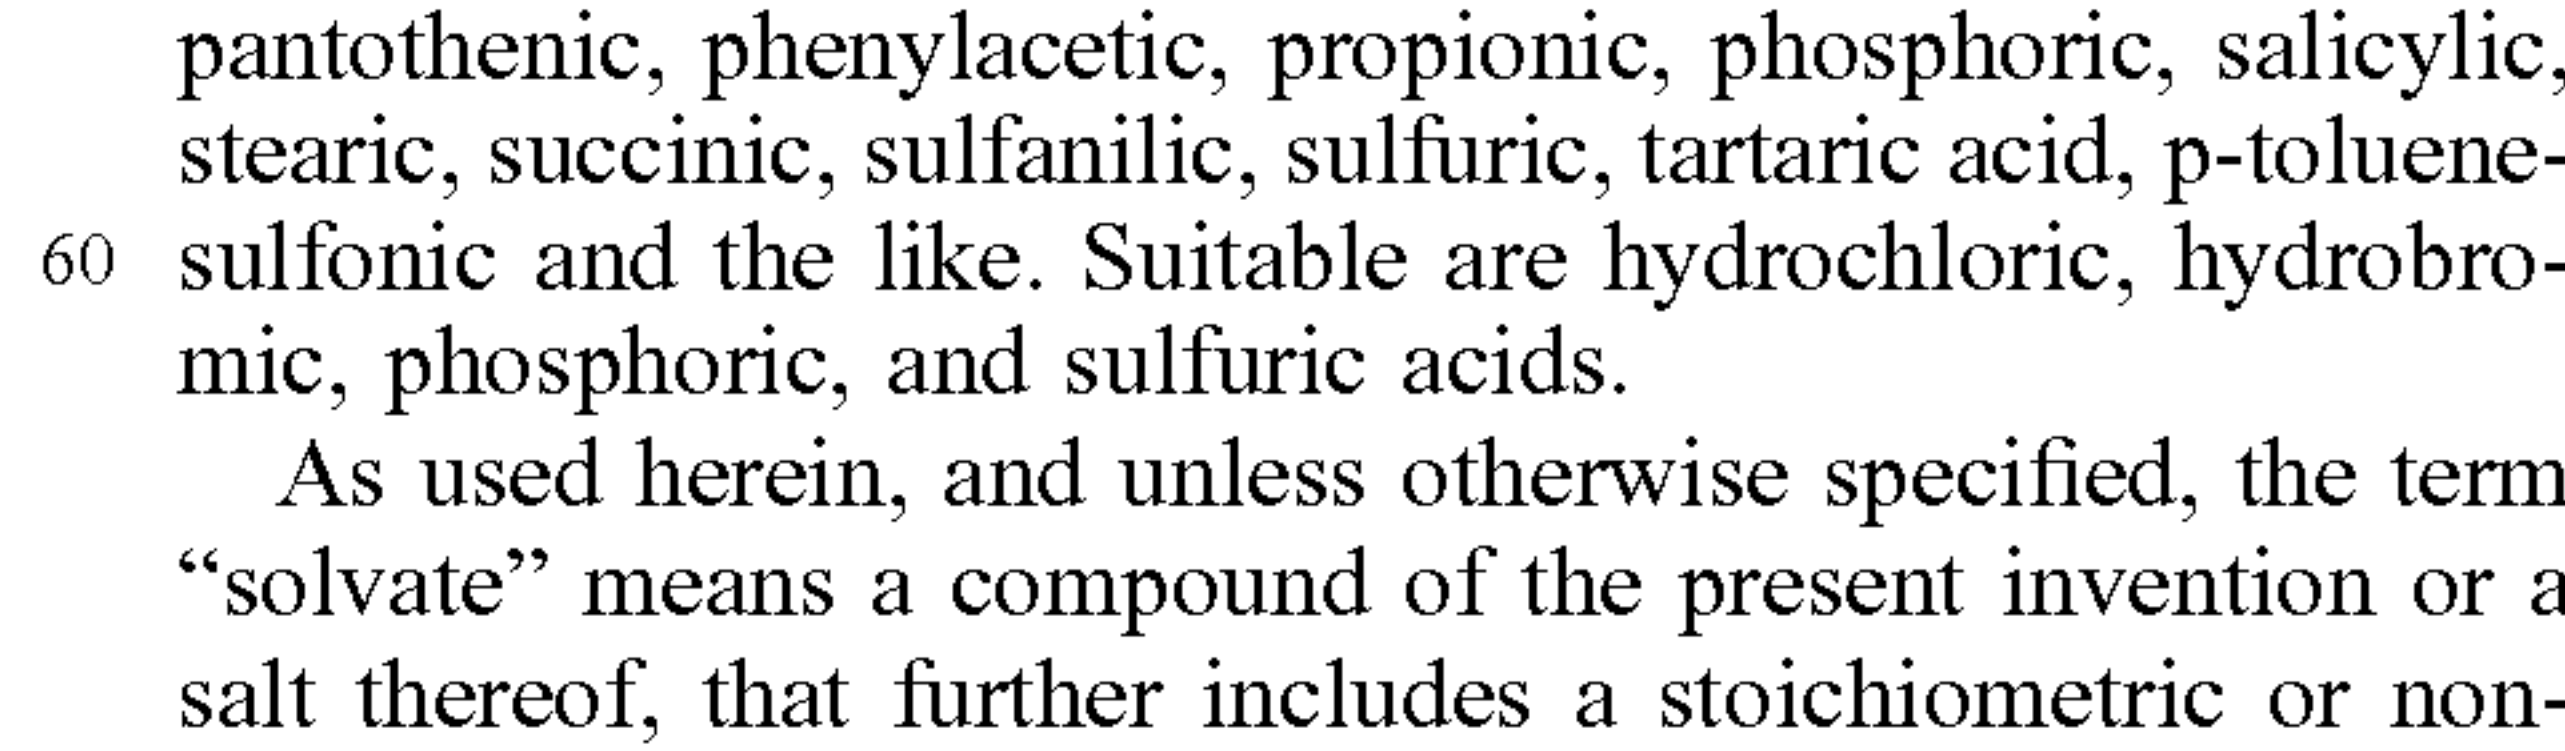 pantothenic, phenylacetic, propionic, phosphoric, salicylic,
stearic, succinic, sulfanilic, sulfuric, tartaric acid, p-toluene-
60 sulfonic and the like. Suitable are hydrochloric, hydrobro-
mic, phosphoric, and sulfuric acids.
As used herein, and unless otherwise specified, the term
“solvate” means a compound of the present invention or a
salt thereof, that further includes a stoichiometric or non-